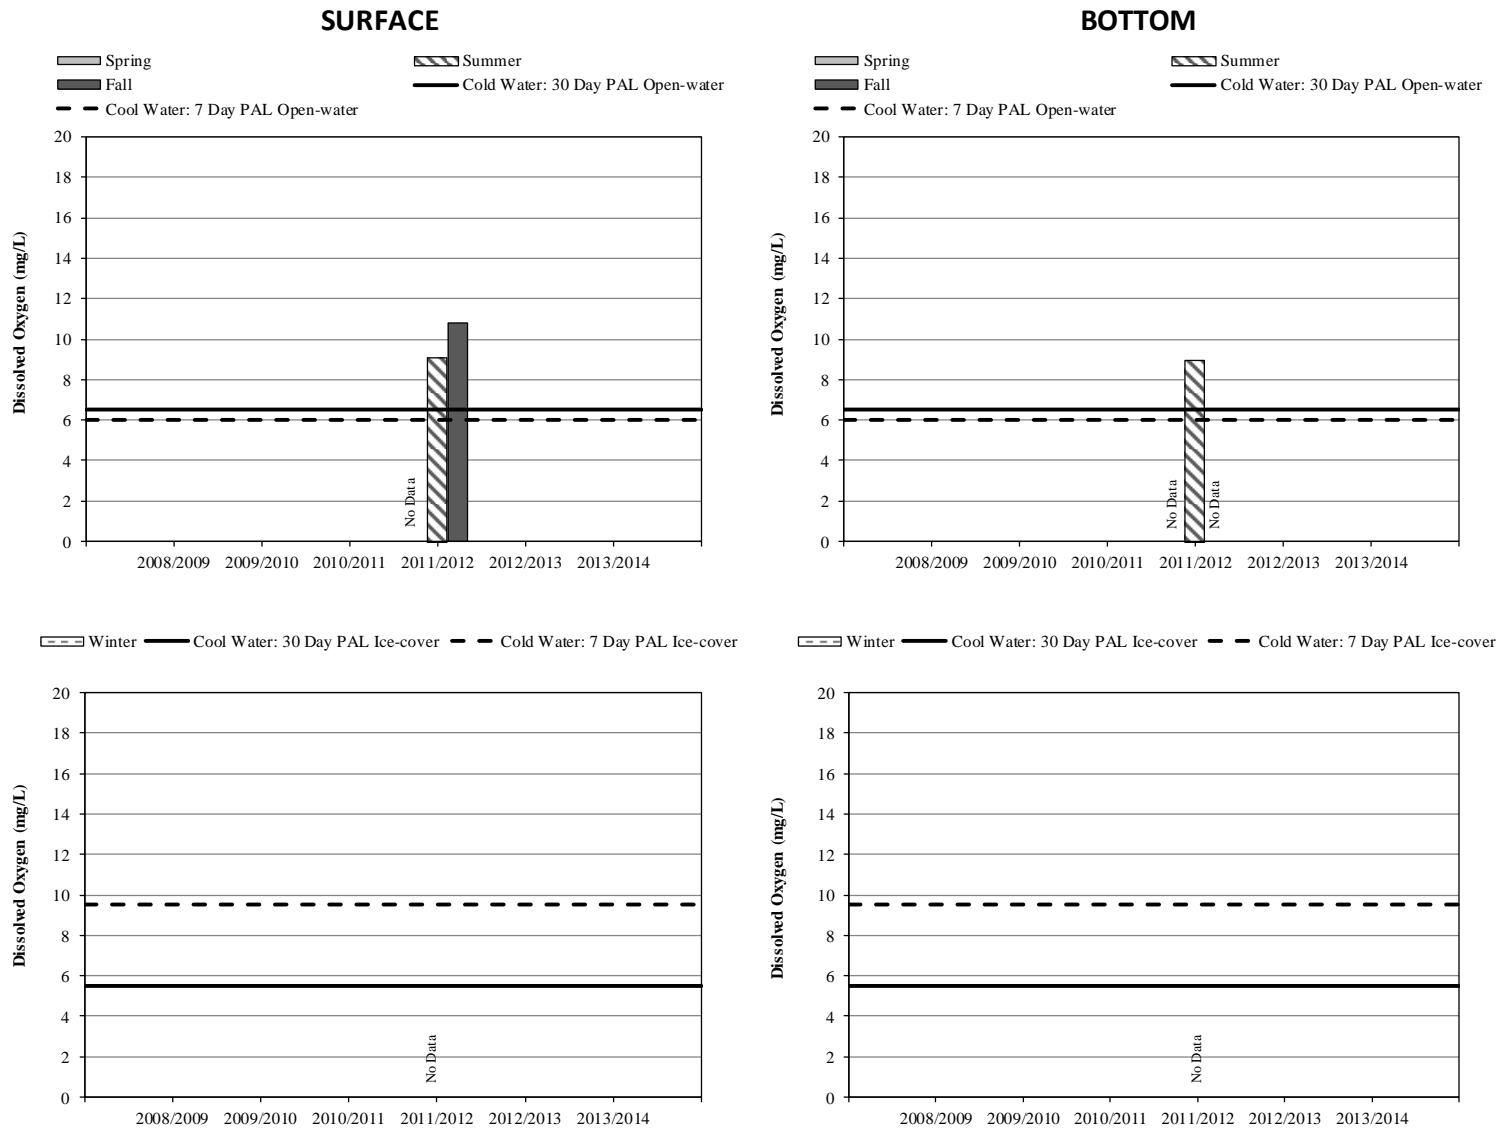 SURFACE
BOTTOM
Spring
Summer
Fall
Cold Water: 30 Day PAL Open-water
Cool Water: 7 Day PAL Open-water
Dissolved Oxygen (mg/L)
20
18
16
14
12
10
8
6
4
2
0
No Data
2008/2009 2009/2010 2010/2011 2011/2012 2012/2013 2013/2014
Spring
Summer
Fall
Cold Water: 30 Day PAL Open-water
Cool Water: 7 Day PAL Open-water
Dissolved Oxygen (mg/L)
20
18
16
14
12
10
8
6
4
2
0
No Data
No Data
2008/2009 2009/2010 2010/2011 2011/2012 2012/2013 2013/2014
Winter Cool Water: 30 Day PAL Ice-cover Cold Water: 7 Day PAL Ice-cover
Dissolved Oxygen (mg/L)
20
18
16
14
12
10
8
6
4
2
0
No Data
2008/2009 2009/2010 2010/2011 2011/2012 2012/2013 2013/2014
Winter Cool Water: 30 Day PAL Ice-cover Cold Water: 7 Day PAL Ice-cover
Dissolved Oxygen (mg/L)
20
18
16
14
12
10
8
6
4
2
0
No Data
2008/2009 2009/2010 2010/2011 2011/2012 2012/2013 2013/2014